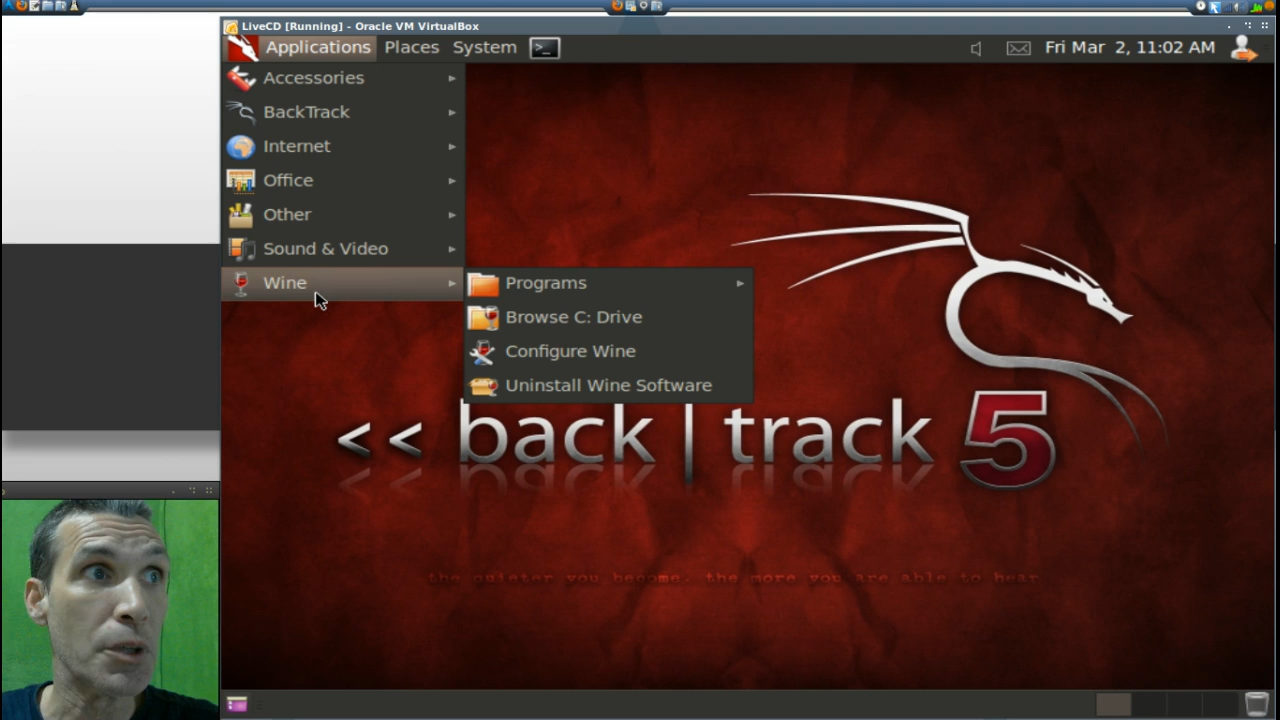 LiveCD [Running] - Oracle VM VirtualBox
Applications Places System >_ Fri Mar 2, 11:02 AM
Accessories
BackTrack
Internet
Office
Other
Sound & Video
Wine
Programs
Browse C: Drive
Configure Wine
Uninstall Wine Software
<< back | track 5
the quieter you become, the more you are able to hear